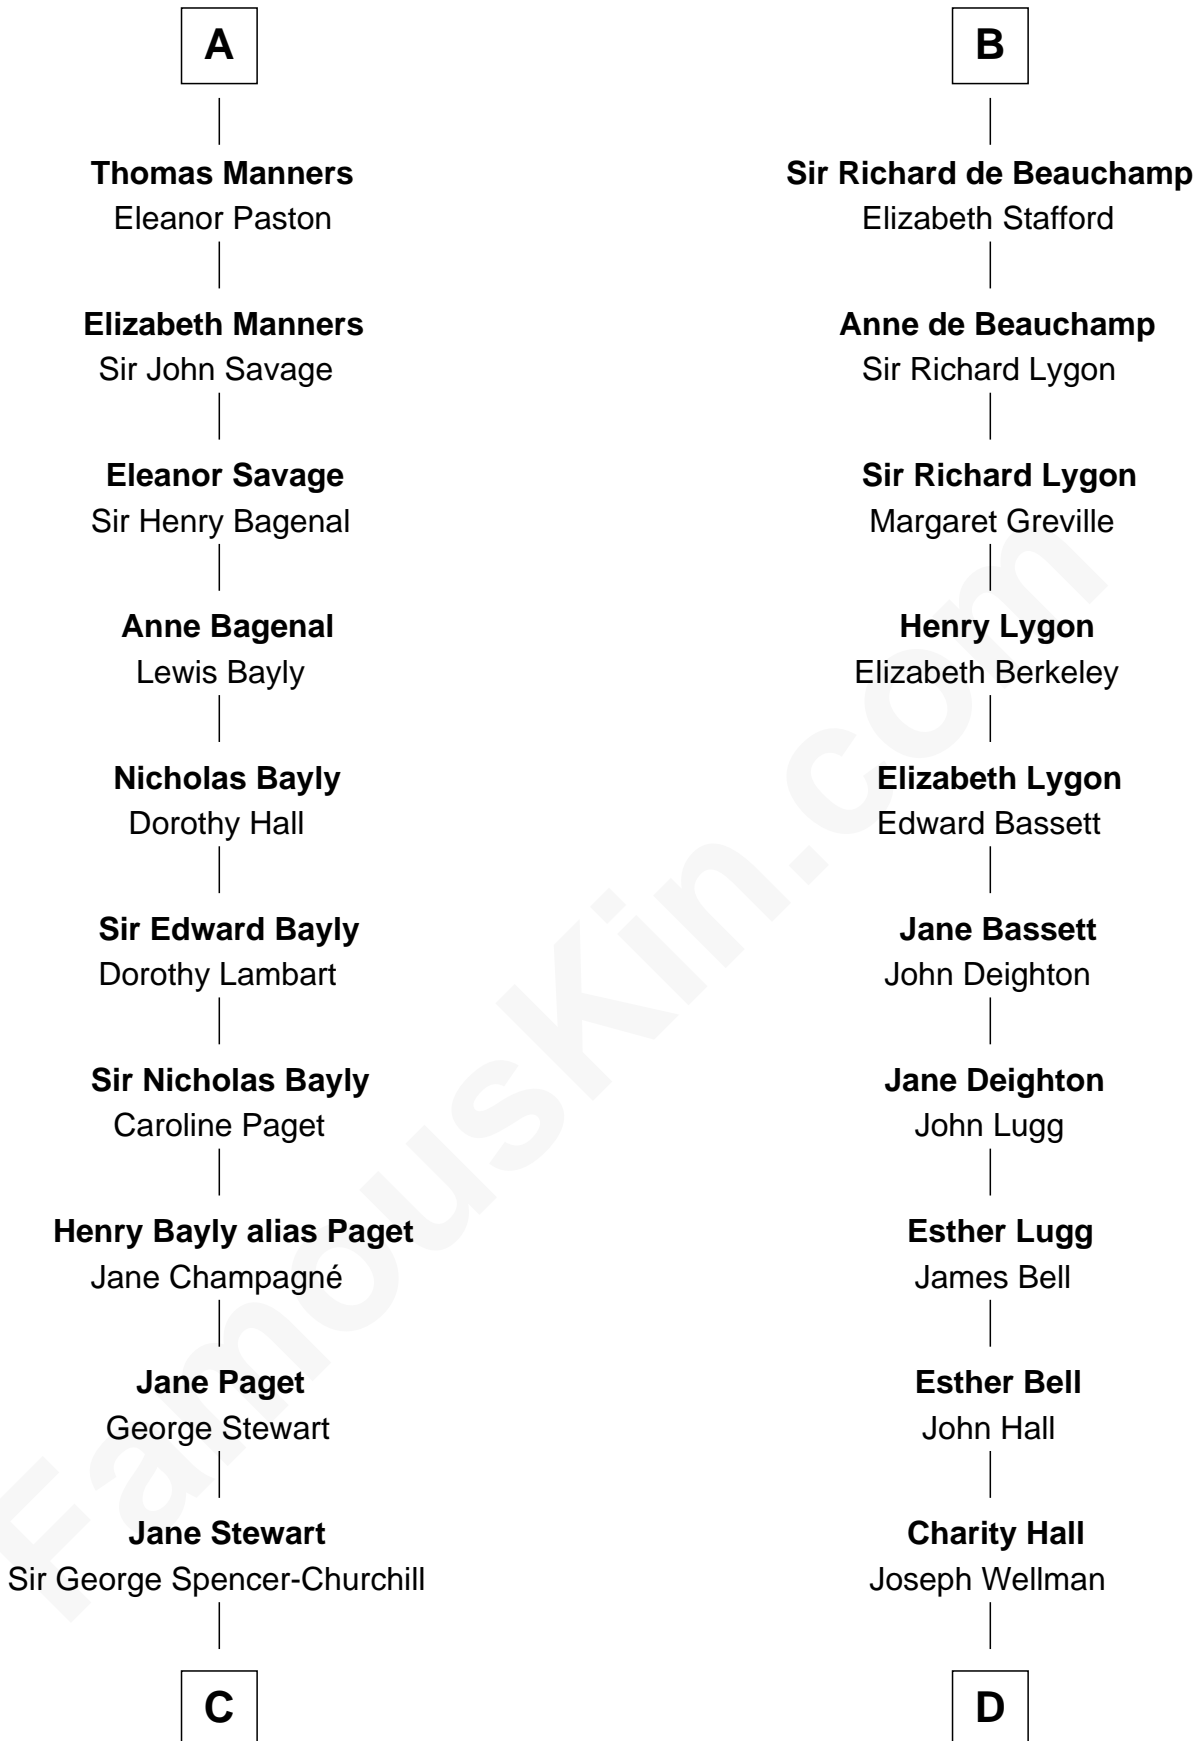 A
Thomas Manners
Eleanor Paston
Elizabeth Manners
Sir John Savage
Eleanor Savage
Sir Henry Bagenal
Anne Bagenal
Lewis Bayly
Nicholas Bayly
Dorothy Hall
Sir Edward Bayly
Dorothy Lambart
Sir Nicholas Bayly
Caroline Paget
Henry Bayly alias Paget
Jane Champagné
Jane Paget
George Stewart
Jane Stewart
Sir George Spencer-Churchill
C
B
Sir Richard de Beauchamp
Elizabeth Stafford
Anne de Beauchamp
Sir Richard Lygon
Sir Richard Lygon
Margaret Greville
Henry Lygon
Elizabeth Berkeley
Elizabeth Lygon
Edward Bassett
Jane Bassett
John Deighton
Jane Deighton
John Lugg
Esther Lugg
James Bell
Esther Bell
John Hall
Charity Hall
Joseph Wellman
D
FamousKin.com